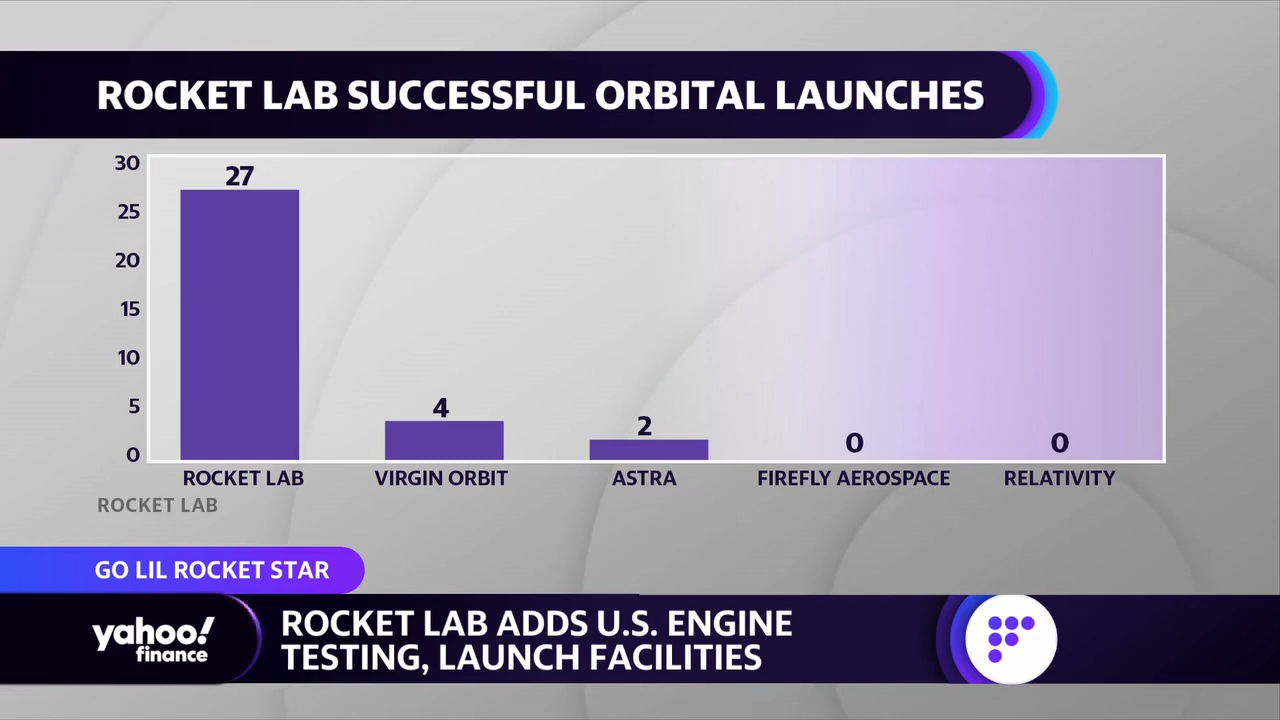 ROCKET LAB SUCCESSFUL ORBITAL LAUNCHES
30
25
20
15
10
5
0
27
4
2
0
0
ROCKET LAB
VIRGIN ORBIT
ASTRA
FIREFLY AEROSPACE
RELATIVITY
ROCKET LAB
GO LIL ROCKET STAR
yahoo!
finance
ROCKET LAB ADDS U.S. ENGINE
TESTING, LAUNCH FACILITIES